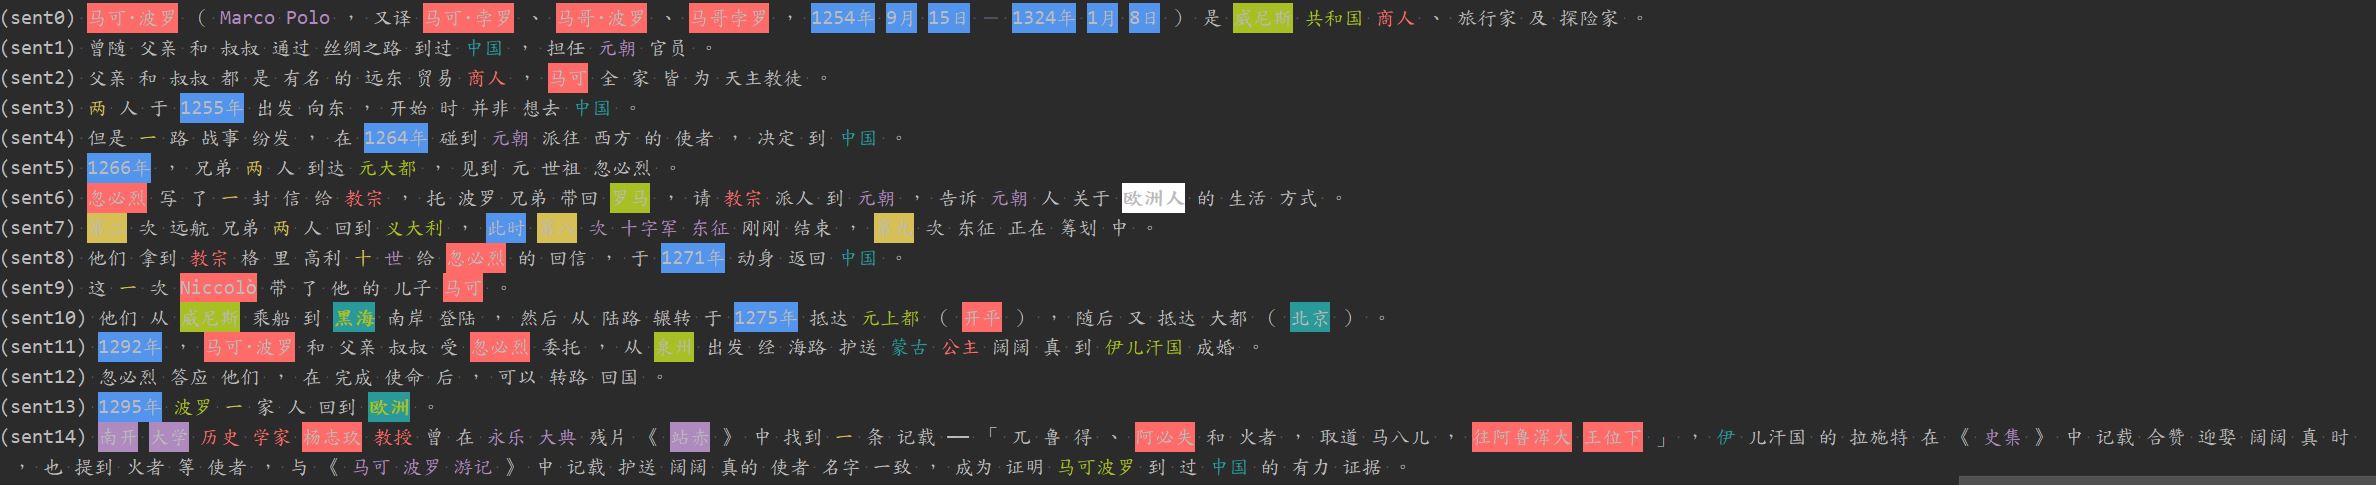 (sent0) 马可·波罗 （ Marco Polo ， 又译 马可·孛罗 、 马哥·波罗 、 马哥孛罗 ， 1254年 9月 15日 — 1324年 1月 8日 ） 是 威尼斯 共和国 商人 、 旅行家 及 探险家 。
(sent1) 曾随 父亲 和 叔叔 通过 丝绸之路 到过 中国 ， 担任 元朝 官员 。
(sent2) 父亲 和 叔叔 都 是 有名 的 远东 贸易 商人 ， 马可 全 家 皆 为 天主教徒 。
(sent3) 两 人 于 1255年 出发 向东 ， 开始 时 并非 想去 中国 。
(sent4) 但是 一 路 战事 纷发 ， 在 1264年 碰到 元朝 派往 西方 的 使者 ， 决定 到 中国 。
(sent5) 1266年 ， 兄弟 两 人 到达 元大都 ， 见到 元 世祖 忽必烈 。
(sent6) 忽必烈 写 了 一 封 信 给 教宗 ， 托 波罗 兄弟 带回 罗马 ， 请 教宗 派人 到 元朝 ， 告诉 元朝 人 关于 欧洲人 的 生活 方式 。
(sent7) 次 远航 兄弟 两 人 回到 义大利 ， 此时 第八 次 十字军 东征 刚刚 结束 ， 第九 次 东征 正在 筹划 中 。
(sent8) 他们 拿到 教宗 格 里 高利 十 世 给 忽必烈 的 回信 ， 于 1271年 动身 返回 中国 。
(sent9) 这 一 次 Niccolò 带 了 他 的 儿子 马可 。
(sent10) 他们 从 威尼斯 乘船 到 黑海 南岸 登陆 ， 然后 从 陆路 辗转 于 1275年 抵达 元上都 （ 开平 ） ， 随后 又 抵达 大都 （ 北京 ） 。
(sent11) 1292年 ， 马可·波罗 和 父亲 叔叔 受 忽必烈 委托 ， 从 泉州 出发 经 海路 护送 蒙古 公主 阔阔 真 到 伊儿汗国 成婚 。
(sent12) 忽必烈 答应 他们 ， 在 完成 使命 后 ， 可以 转路 回国 。
(sent13) 1295年 波罗 一 家 人 回到 欧洲 。
(sent14) 南开 大学 历史 学家 杨志玖 教授 曾 在 永乐 大典 残片 《 站赤 》 中 找到 一 条 记载 —— 「 兀 鲁 得 、 阿必失 和 火者 ， 取道 马八儿 ， 往阿鲁浑大 王位下 」 ， 伊 儿汗国 的 拉施特 在 《 史集 》 中 记载 合赞 迎娶 阔阔 真 时
， 也 提到 火者 等 使者 ， 与 《 马可 波罗 游记 》 中 记载 护送 阔阔 真的 使者 名字 一致 ， 成为 证明 马可波罗 到 过 中国 的 有力 证据 。